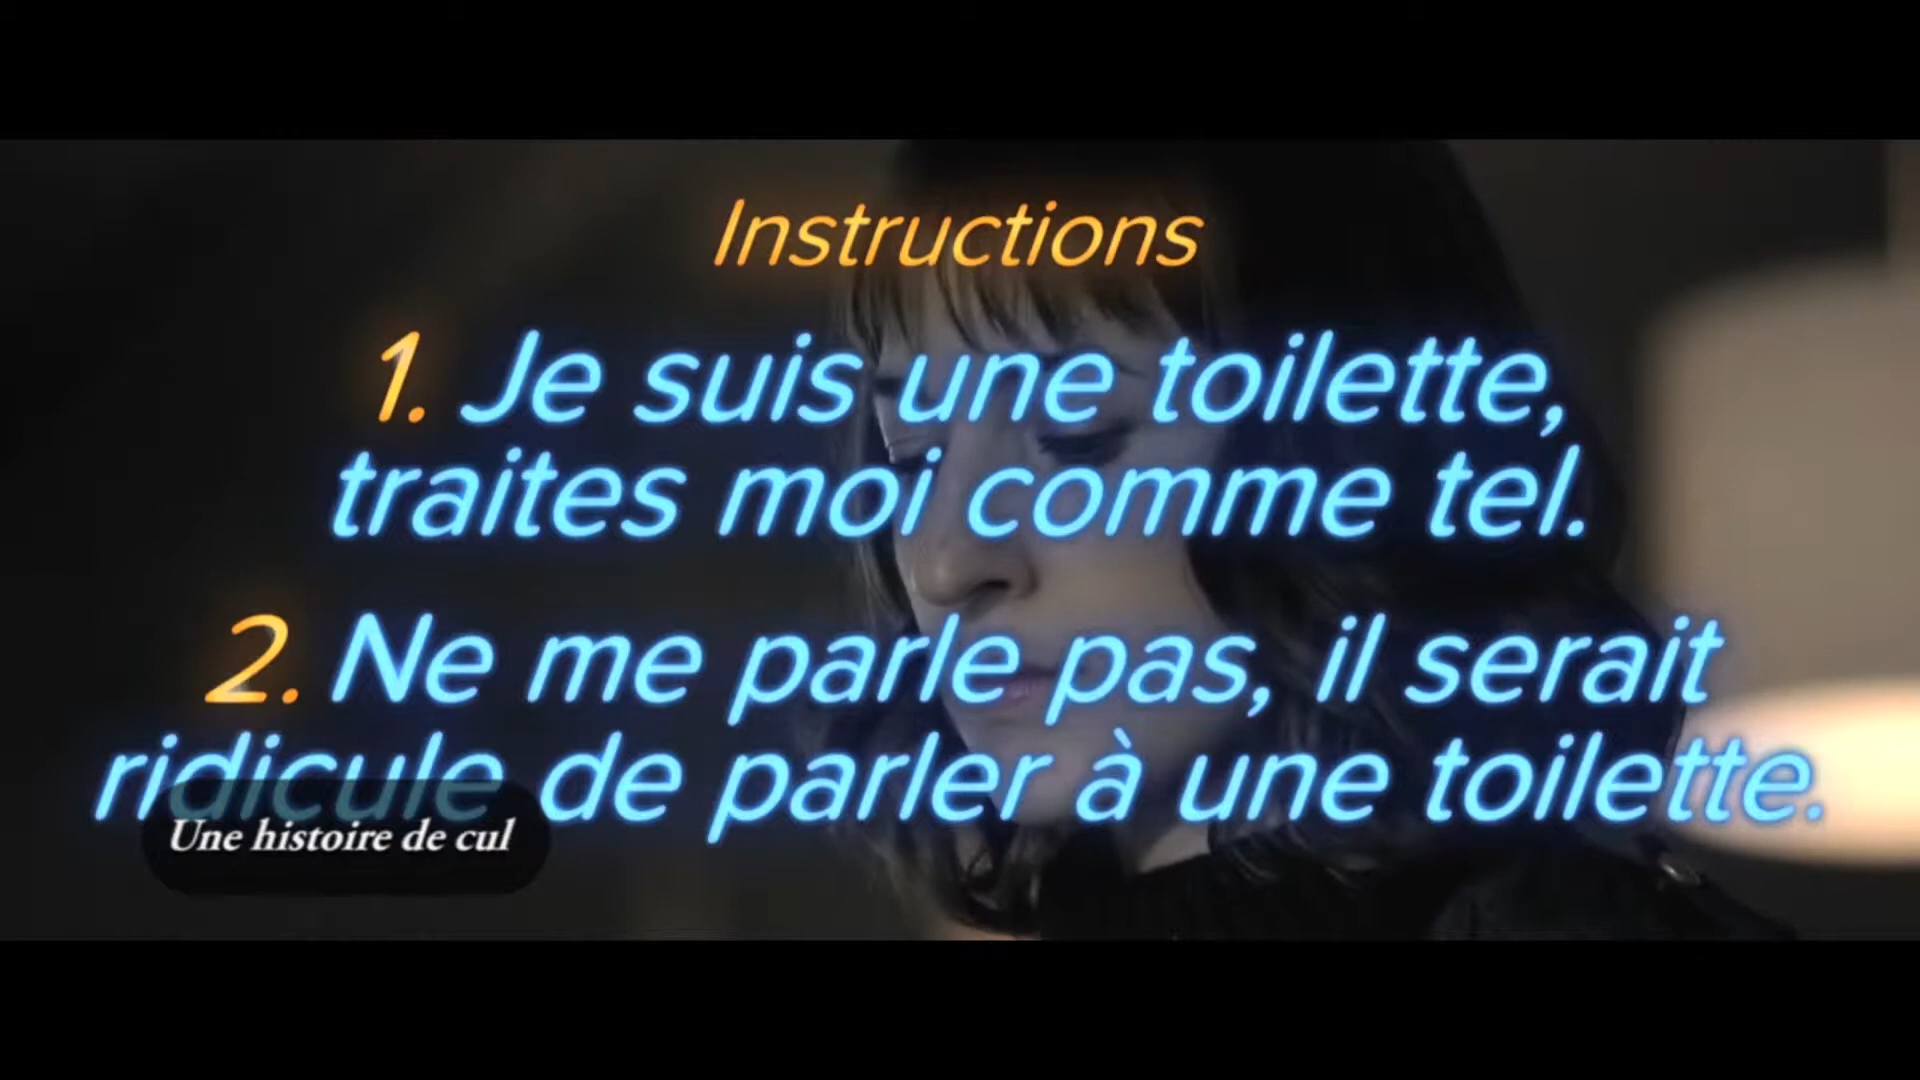 Instructions
1. Je suis une toilette,
traites moi comme tel.
2. Ne me parle pas, il serait
ridicule de parler à une toilette.
Une histoire de cul